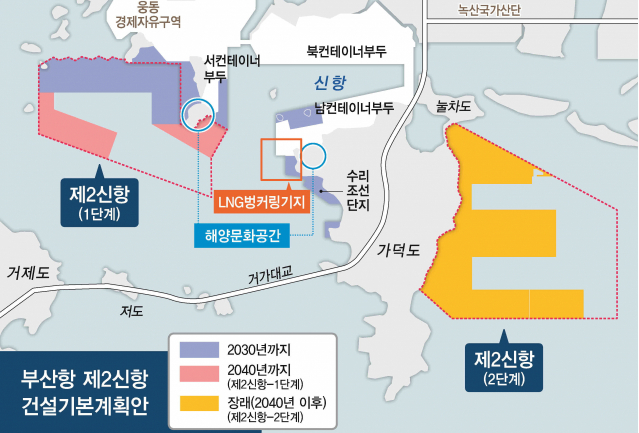 웅동
경제자유구역
녹산국가산단
서컨테이너
부두
북컨테이너부두
신항
남컨테이너부두
눌차도
제2신항
(1단계)
LNG벙커링기지
수리
조선
단지
해양문화공간
가덕도
거제도
거가대교
저도
제2신항
(2단계)
부산항 제2신항
건설기본계획안
2030년까지
2040년까지
(제2신항-1단계)
장래(2040년 이후)
(제2신항-2단계)